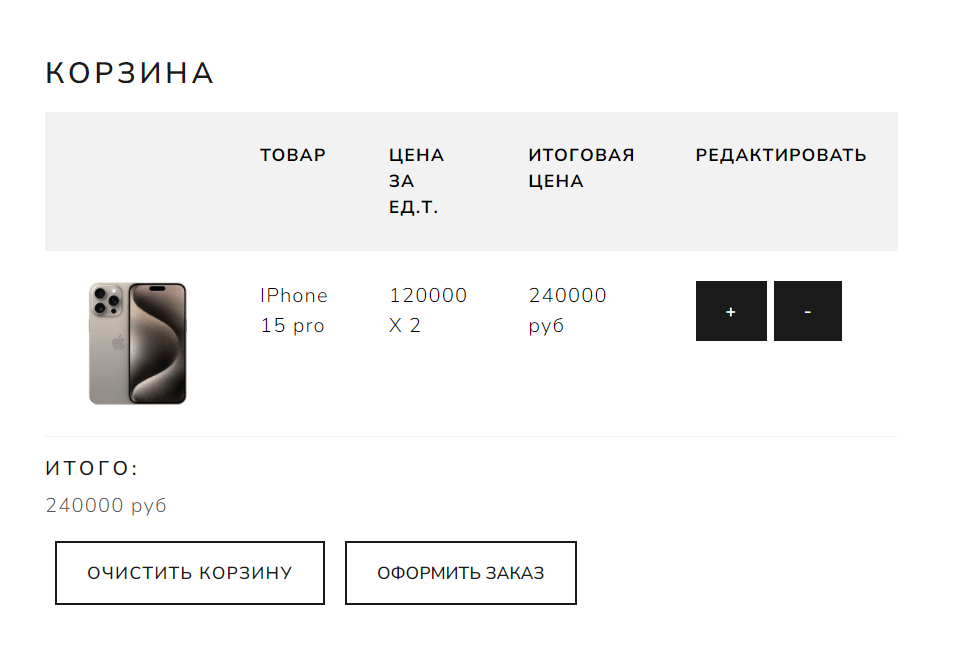 КОРЗИНА
ТОВАР
ЦЕНА
ЗА
ЕД.Т.
ИТОГОВАЯ
ЦЕНА
РЕДАКТИРОВАТЬ
IPhone
15 pro
120000
X 2
240000
руб
+
-
ИТОГО:
240000 руб
ОЧИСТИТЬ КОРЗИНУ
ОФОРМИТЬ ЗАКАЗ